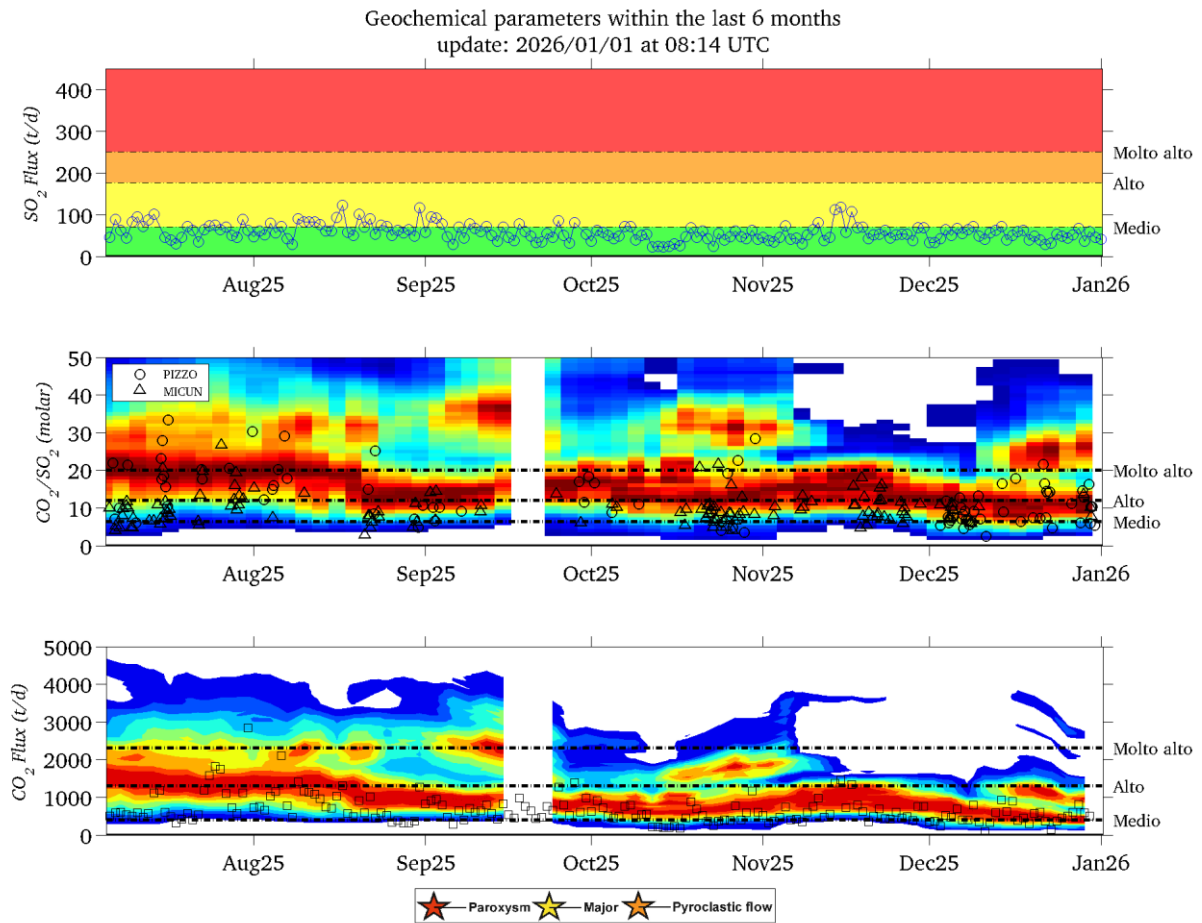 Geochemical parameters within the last 6 months
update: 2026/01/01 at 08:14 UTC
SO2 Flux (t/d)
400
300
200
100
0
Molto alto
Alto
Medio
Aug25 Sep25 Oct25 Nov25 Dec25 Jan26
CO2/SO2 (molar)
50
40
30
20
10
0
PIZZO
MICUN
Molto alto
Alto
Medio
Aug25 Sep25 Oct25 Nov25 Dec25 Jan26
CO2 Flux (t/d)
5000
4000
3000
2000
1000
0
Molto alto
Alto
Medio
Aug25 Sep25 Oct25 Nov25 Dec25 Jan26
Paroxysm Major Pyroclastic flow